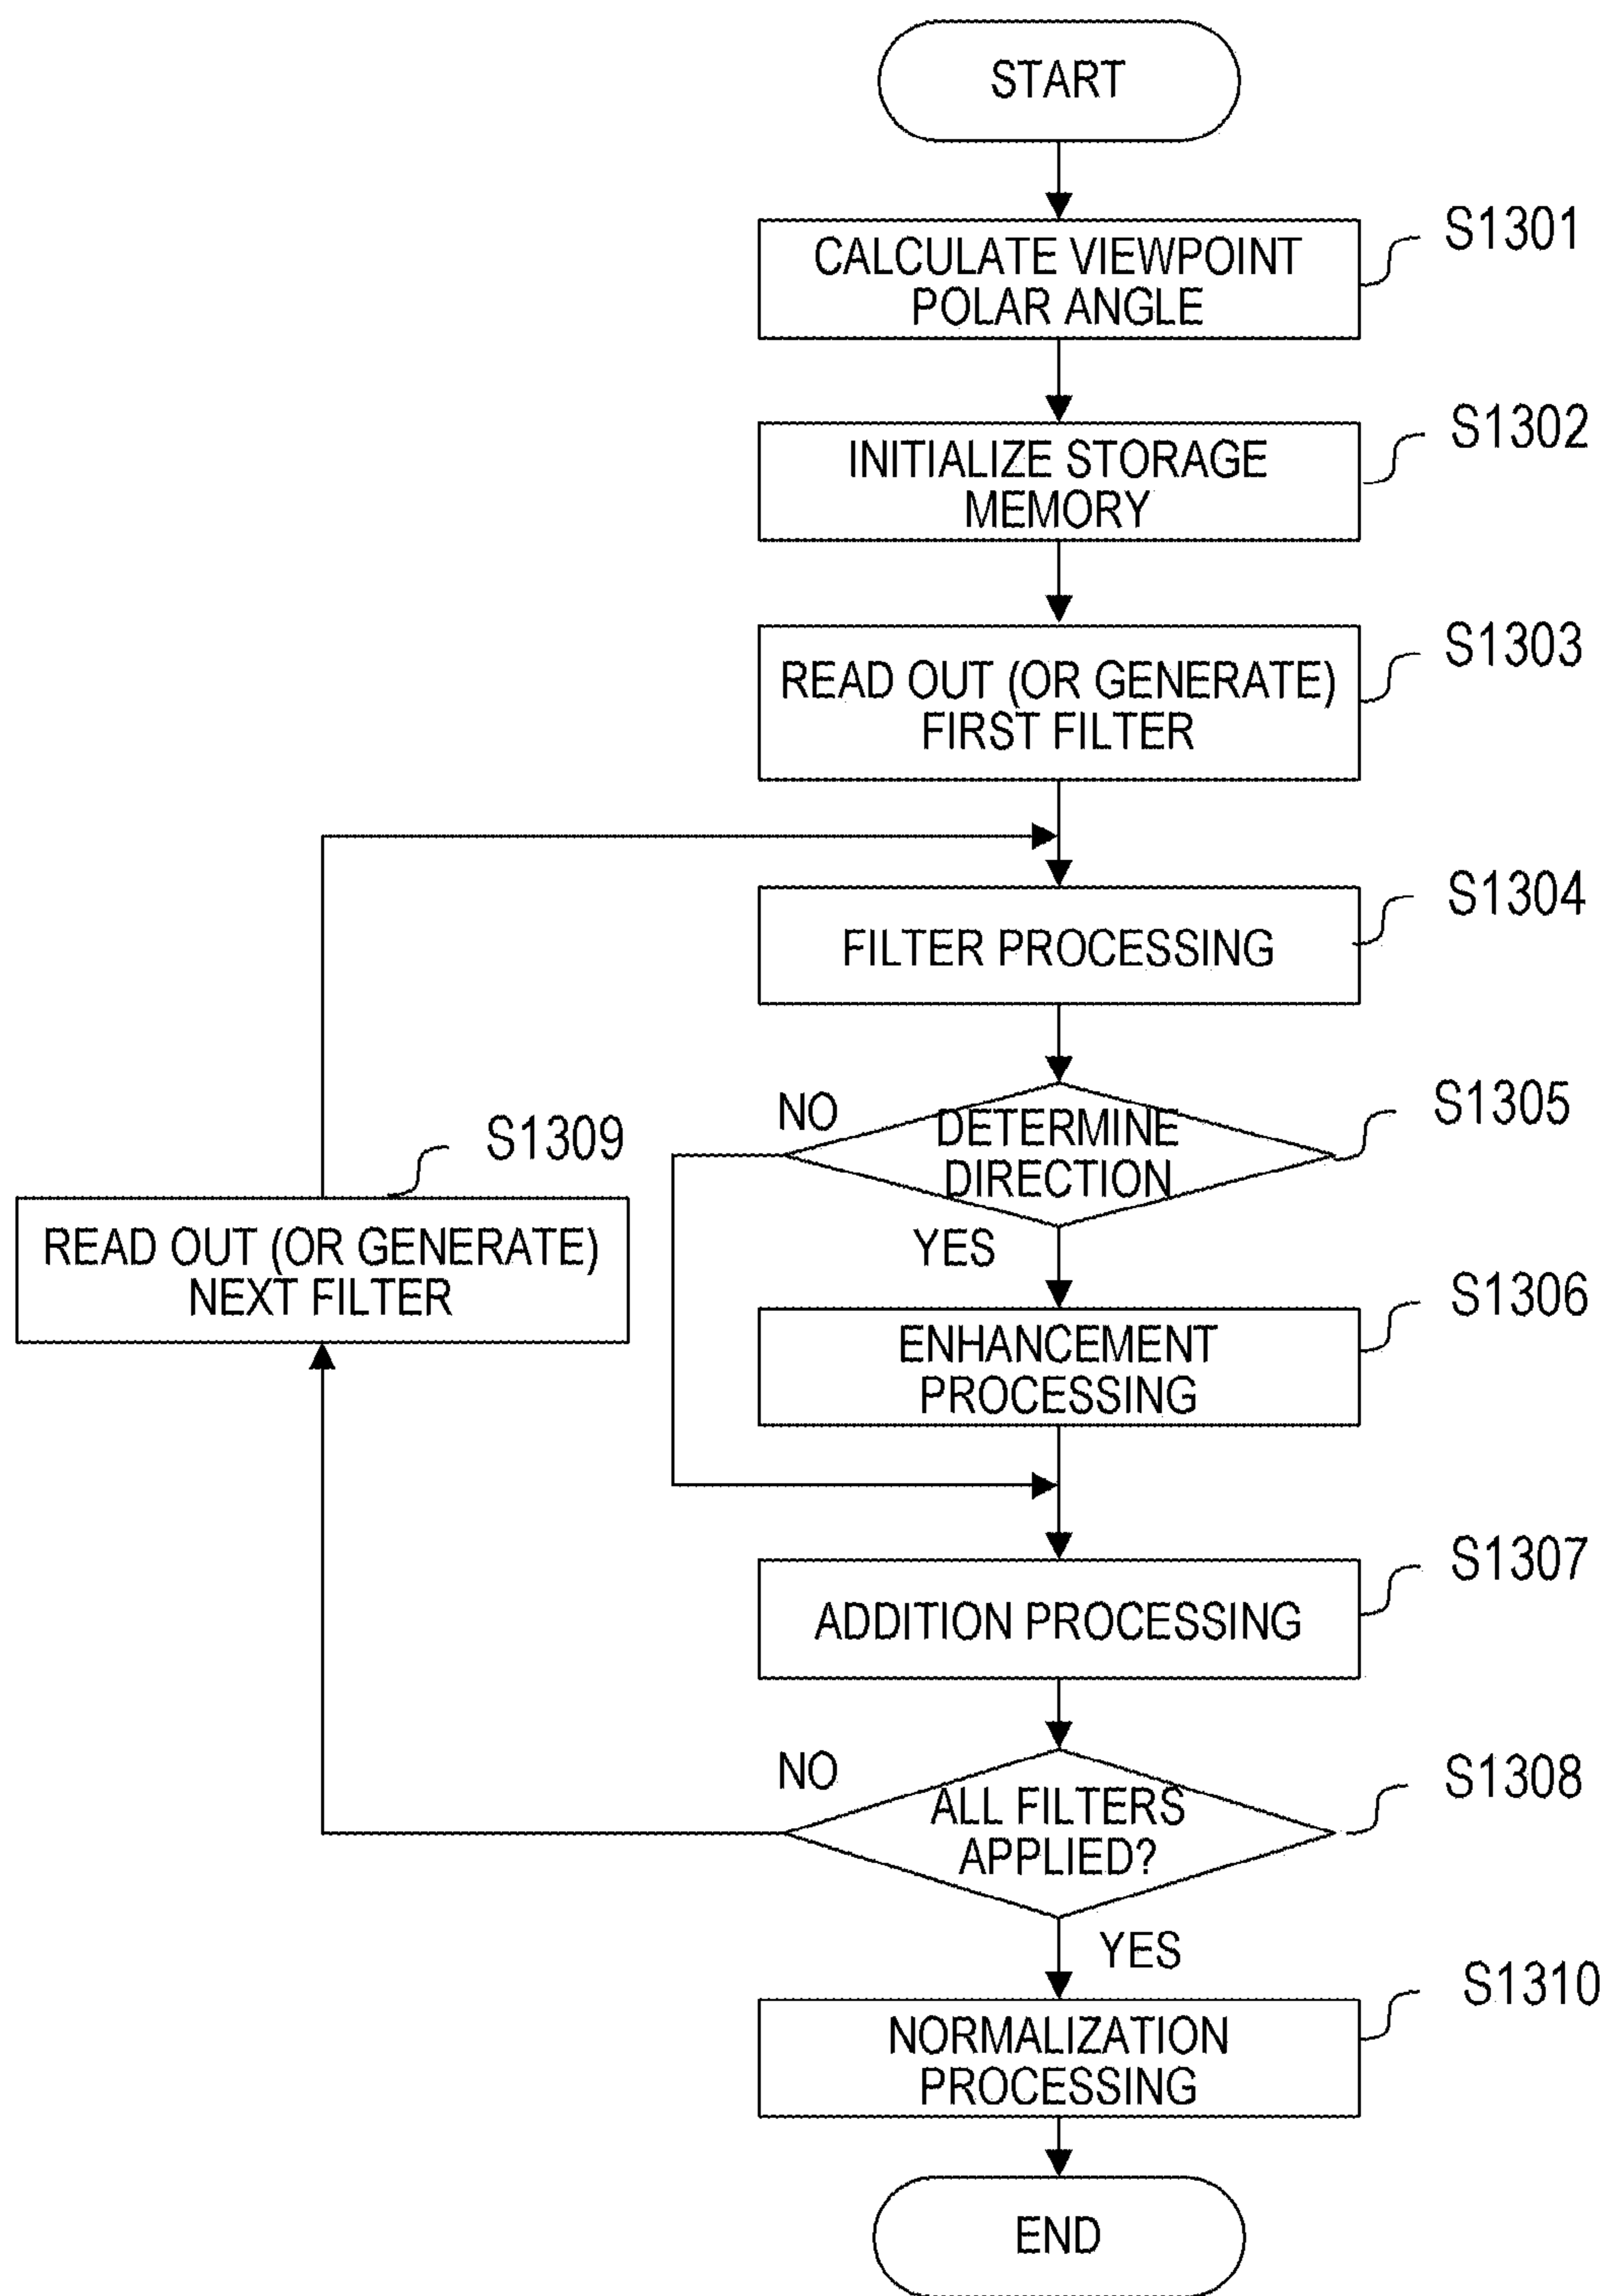 START
S1301
CALCULATE VIEWPOINT
POLAR ANGLE
S1302
INITIALIZE STORAGE
MEMORY
S1303
READ OUT (OR GENERATE)
FIRST FILTER
S1304
FILTER PROCESSING
S1305
NO
DETERMINE
DIRECTION
YES
S1309
READ OUT (OR GENERATE)
NEXT FILTER
S1306
ENHANCEMENT
PROCESSING
S1307
ADDITION PROCESSING
S1308
NO
ALL FILTERS
APPLIED?
YES
S1310
NORMALIZATION
PROCESSING
END